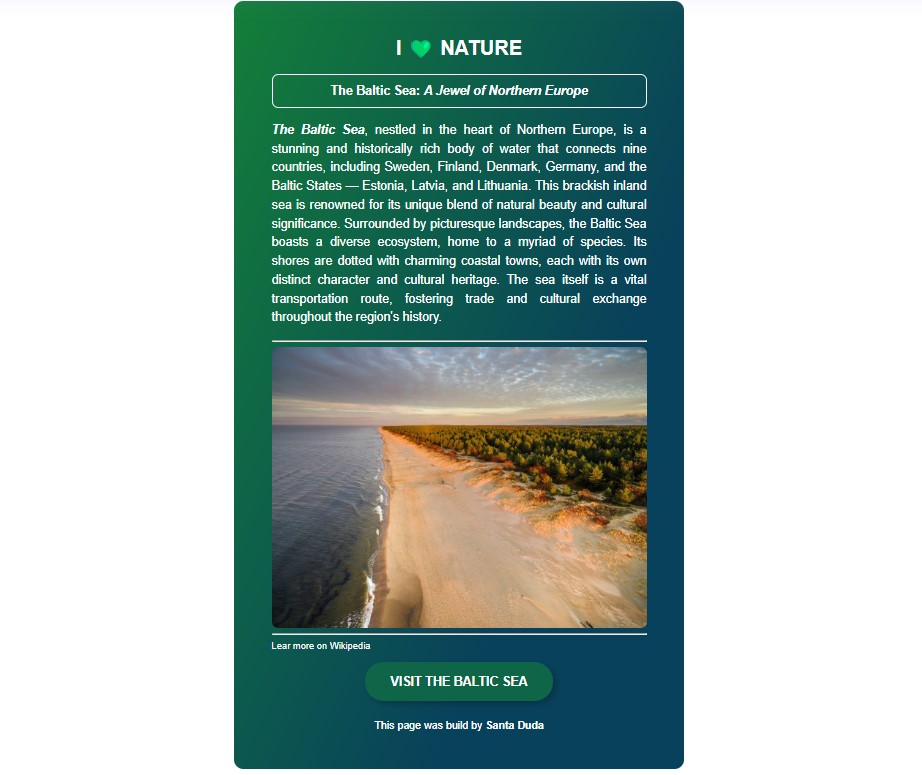 I 💚 NATURE
The Baltic Sea: A Jewel of Northern Europe
The Baltic Sea, nestled in the heart of Northern Europe, is a
stunning and historically rich body of water that connects nine
countries, including Sweden, Finland, Denmark, Germany, and the
Baltic States — Estonia, Latvia, and Lithuania. This brackish inland
sea is renowned for its unique blend of natural beauty and cultural
significance. Surrounded by picturesque landscapes, the Baltic Sea
boasts a diverse ecosystem, home to a myriad of species. Its
shores are dotted with charming coastal towns, each with its own
distinct character and cultural heritage. The sea itself is a vital
transportation route, fostering trade and cultural exchange
throughout the region's history.
Lear more on Wikipedia
VISIT THE BALTIC SEA
This page was build by Santa Duda